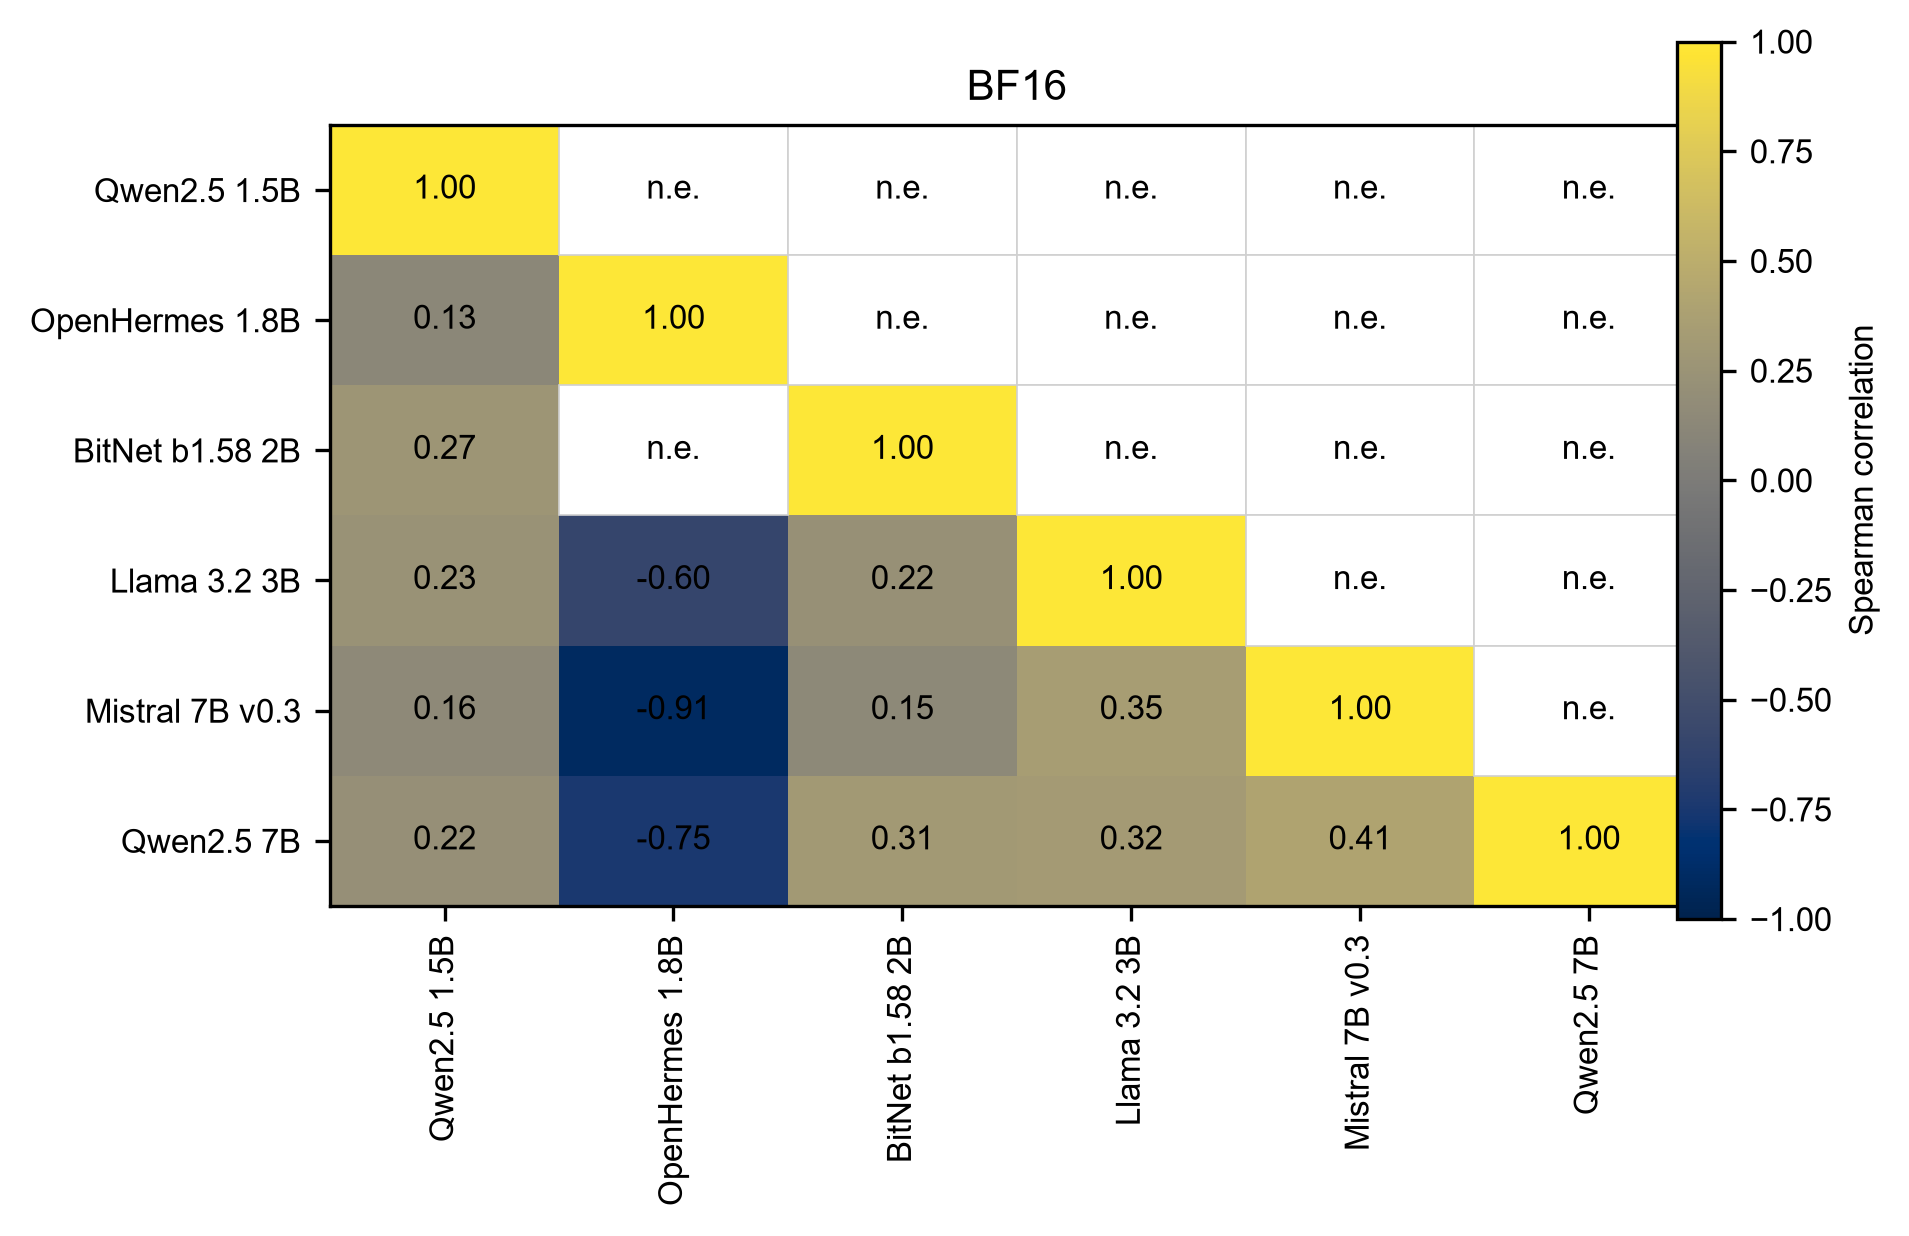 BF16
Qwen2.5 1.5B 1.00 n.e. n.e. n.e. n.e. n.e.
OpenHermes 1.8B 0.13 1.00 n.e. n.e. n.e. n.e.
BitNet b1.58 2B 0.27 n.e. 1.00 n.e. n.e. n.e.
Llama 3.2 3B 0.23 -0.60 0.22 1.00 n.e. n.e.
Mistral 7B v0.3 0.16 -0.91 0.15 0.35 1.00 n.e.
Qwen2.5 7B 0.22 -0.75 0.31 0.32 0.41 1.00
Qwen2.5 1.5B
OpenHermes 1.8B
BitNet b1.58 2B
Llama 3.2 3B
Mistral 7B v0.3
Qwen2.5 7B
1.00
0.75
0.50
0.25
0.00
−0.25
−0.50
−0.75
−1.00
Spearman correlation